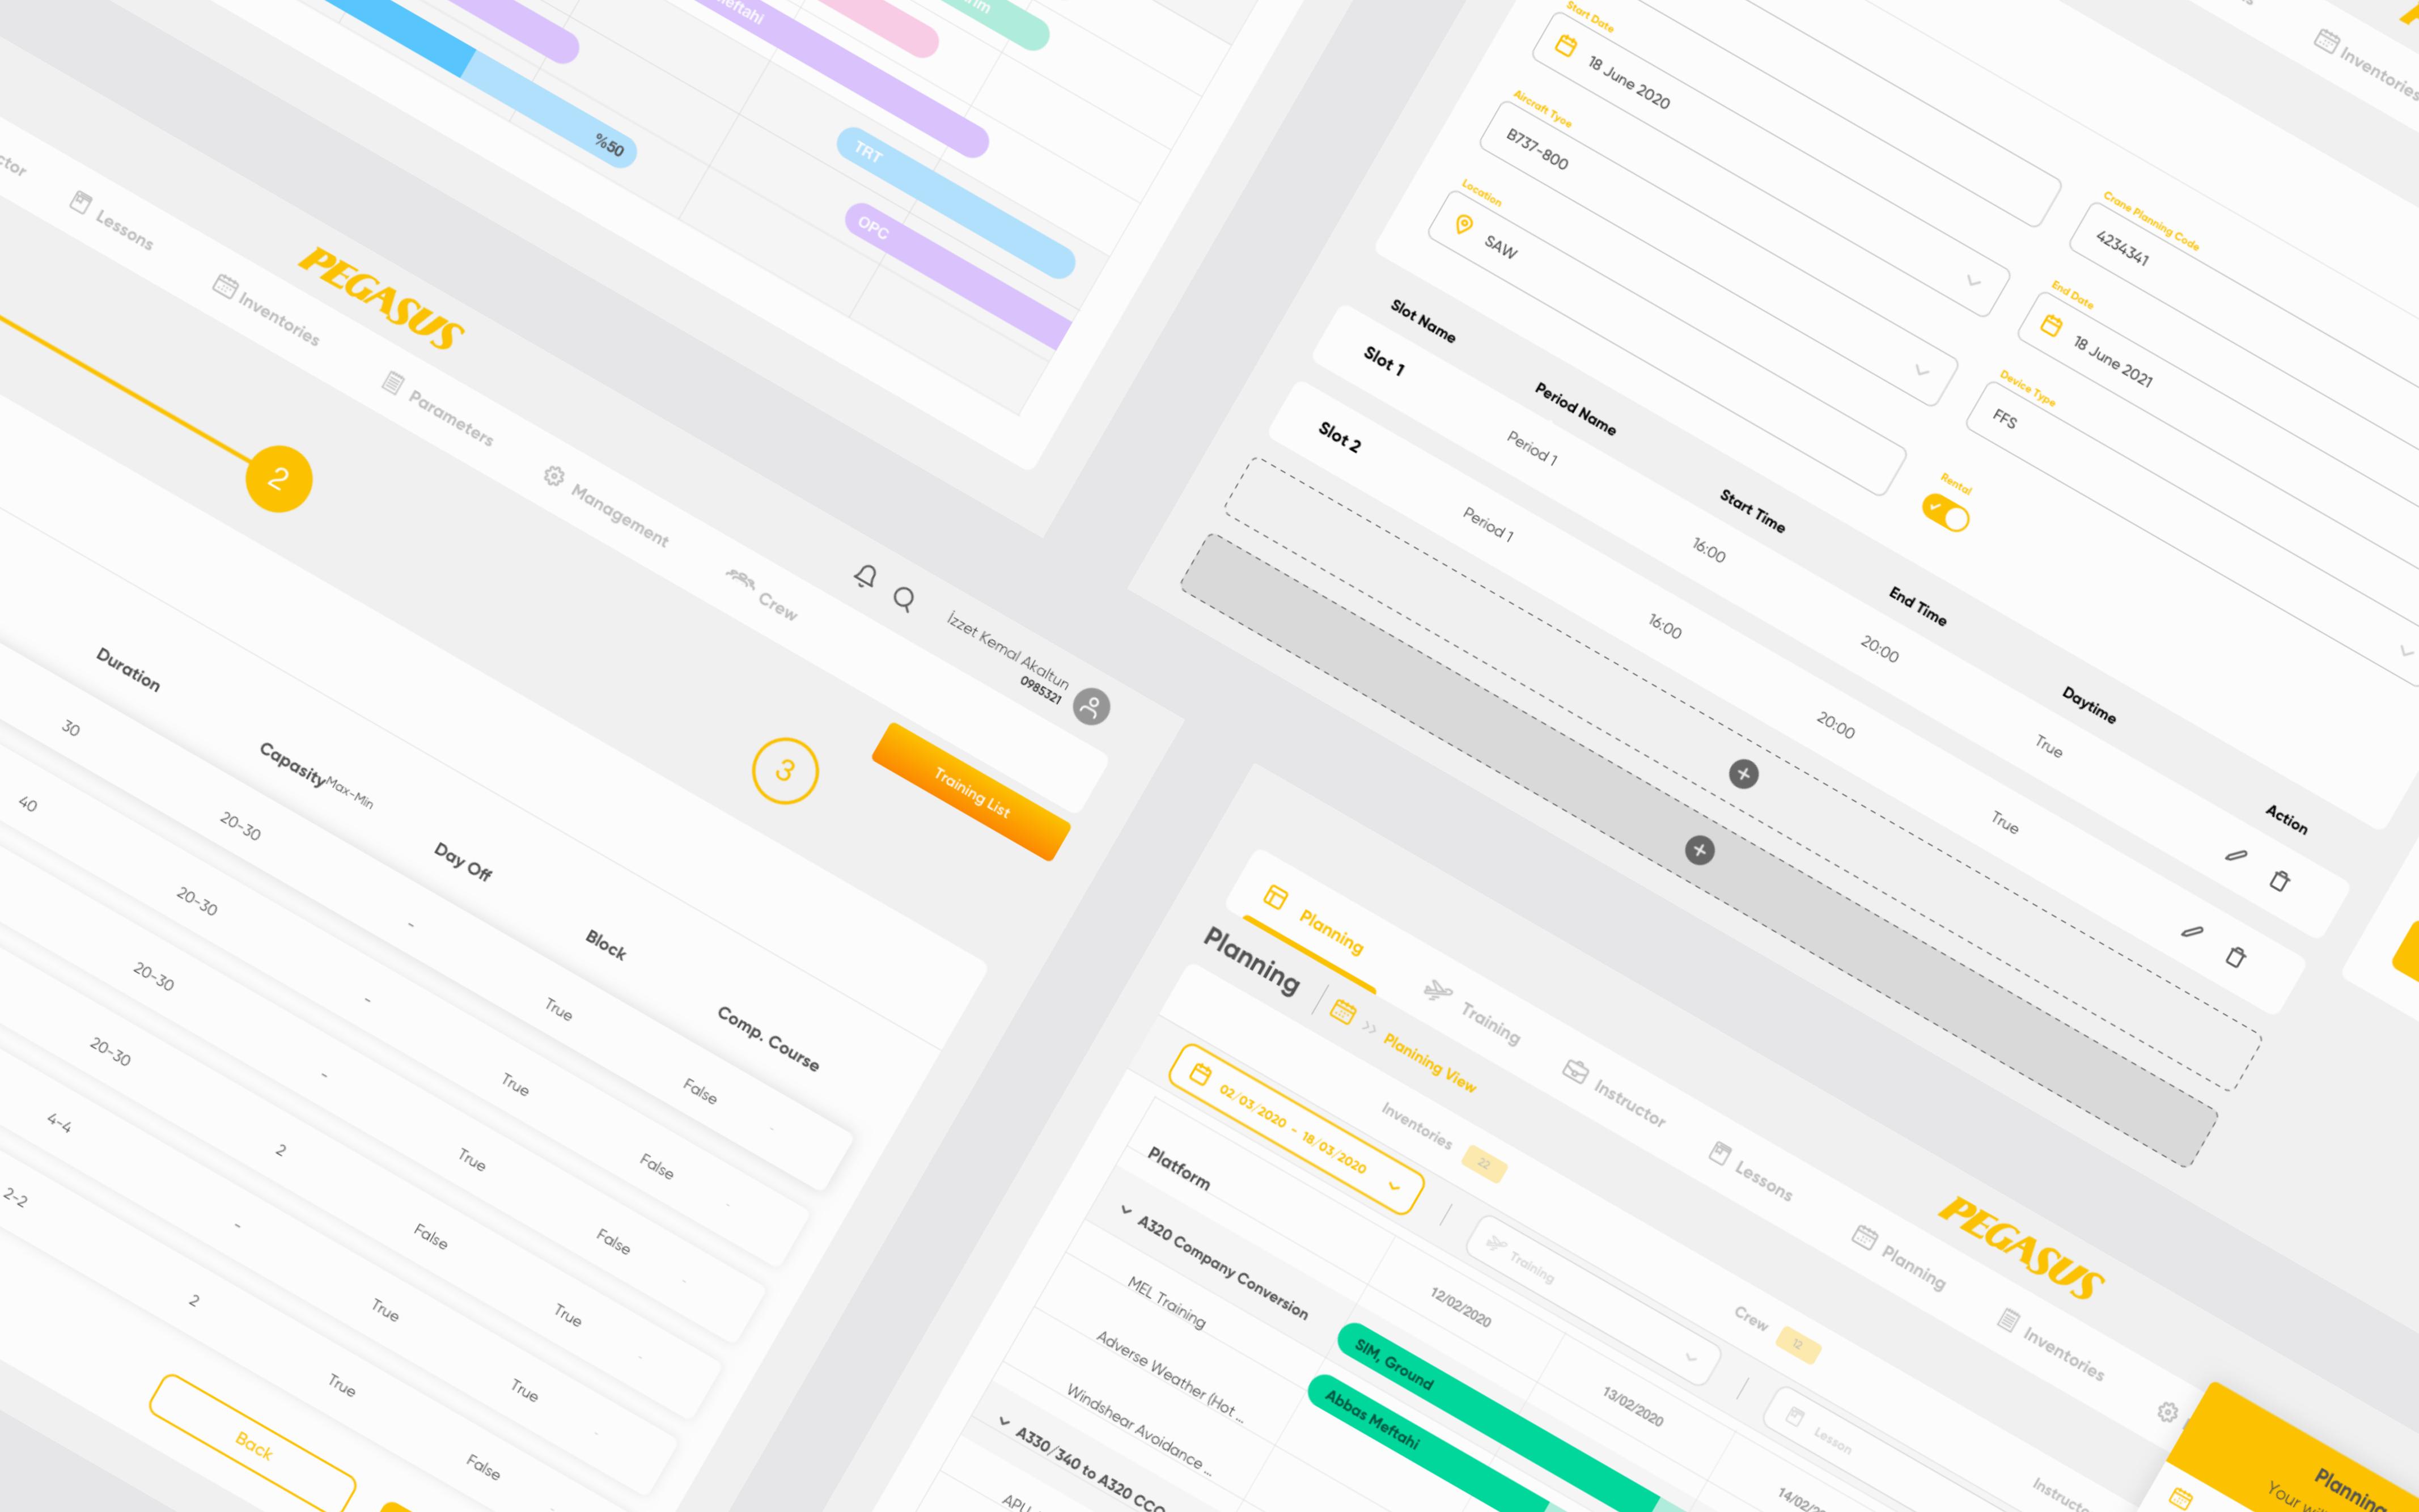 %50
TRT
OPC
Lessons
PEGASUS
Inventories
Parameters
Management
Crew
İzzet Kemal Akaltun
0985321
2
3
Training List
Duration
Capasity Max-Min
Day Off
Block
Comp. Course
30
20-30
-
True
False
-
40
20-30
-
True
False
-
20-30
-
True
False
-
20-30
2
False
True
-
4-4
-
True
True
-
2-2
2
True
False
-
Back
Start Date
18 June 2020
Aircraft Tyoe
B737-800
Location
SAW
Crane Planning Code
4234341
End Date
18 June 2021
Device Type
FFS
Rental
Inventories
Slot Name
Period Name
Start Time
End Time
Daytime
Action
Slot 1
Period 1
16:00
20:00
True
Slot 2
Period 1
16:00
20:00
True
Planning
Training
Instructor
Lessons
Planning
PEGASUS
Inventories
Planning
Planining View
Inventories 22
Crew 12
02/03/2020 - 18/03/2020
Training
Lesson
Platform
12/02/2020
13/02/2020
A320 Company Conversion
SIM, Ground
MEL Training
Abbas Meftahi
Adverse Weather (Hot ...
Windshear Avoidance ...
A330/340 to A320 CCQ
Planning